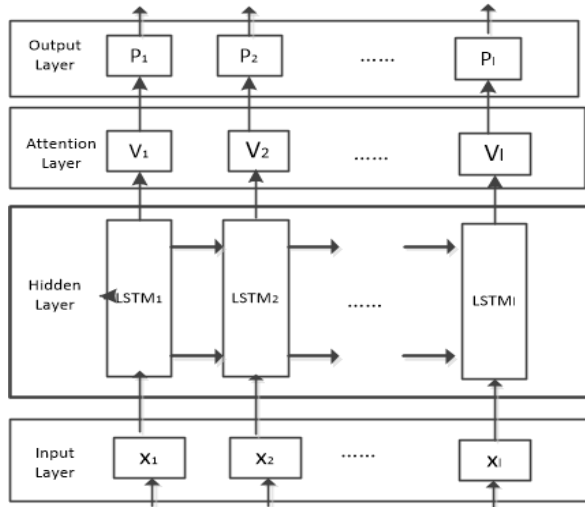 Output
Layer
P₁ P₂ ...... Pₗ
Attention
Layer
V₁ V₂ ...... Vₗ
Hidden
Layer
LSTM₁ LSTM₂ ...... LSTMₗ
Input
Layer
X₁ X₂ ...... Xₗ